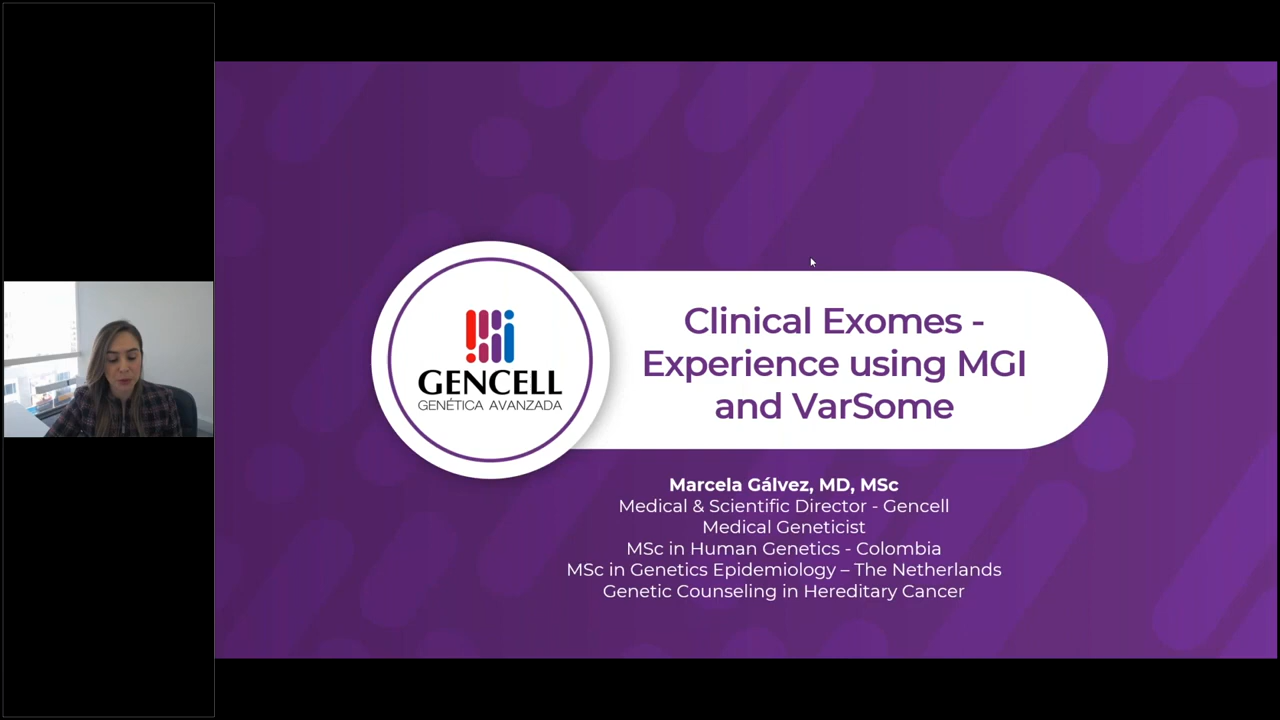 GENCELL
GENÉTICA AVANZADA
Clinical Exomes -
Experience using MGI
and VarSome
Marcela Gálvez, MD, MSc
Medical & Scientific Director - Gencell
Medical Geneticist
MSc in Human Genetics - Colombia
MSc in Genetics Epidemiology – The Netherlands
Genetic Counseling in Hereditary Cancer